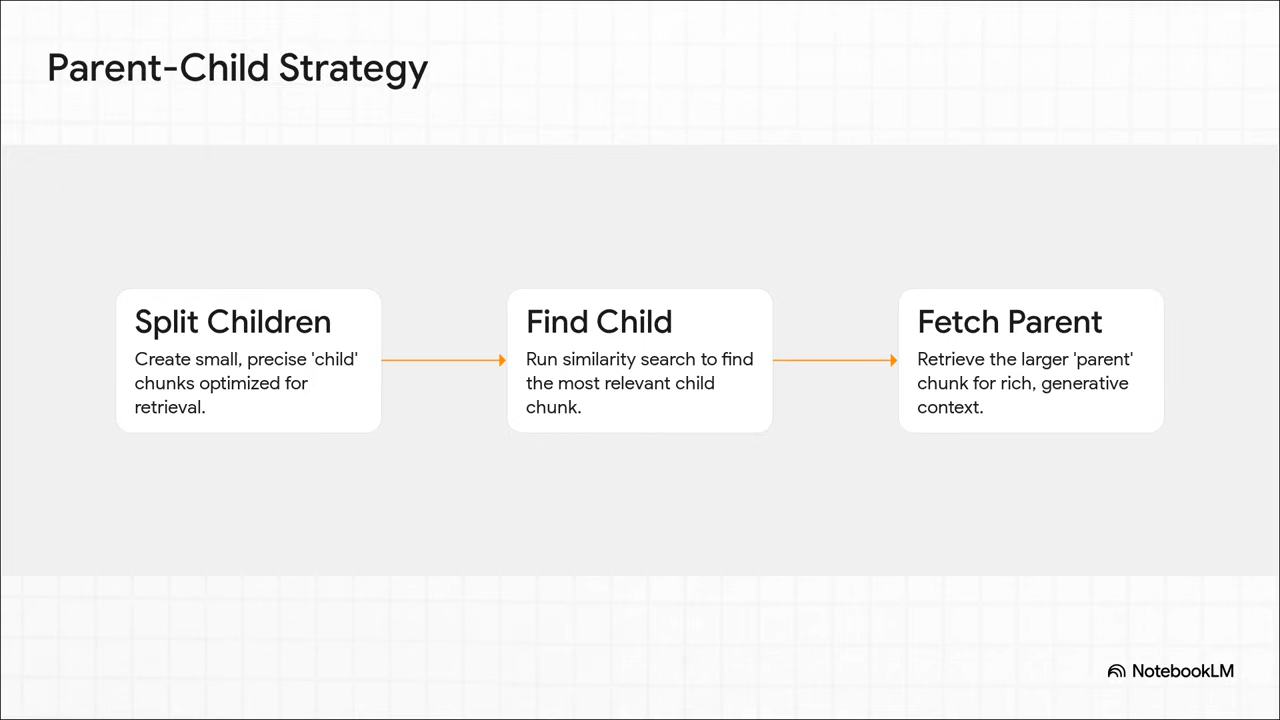 Parent-Child Strategy
Split Children
Create small, precise 'child'
chunks optimized for
retrieval.
Find Child
Run similarity search to find
the most relevant child
chunk.
Fetch Parent
Retrieve the larger 'parent'
chunk for rich, generative
context.
NotebookLM